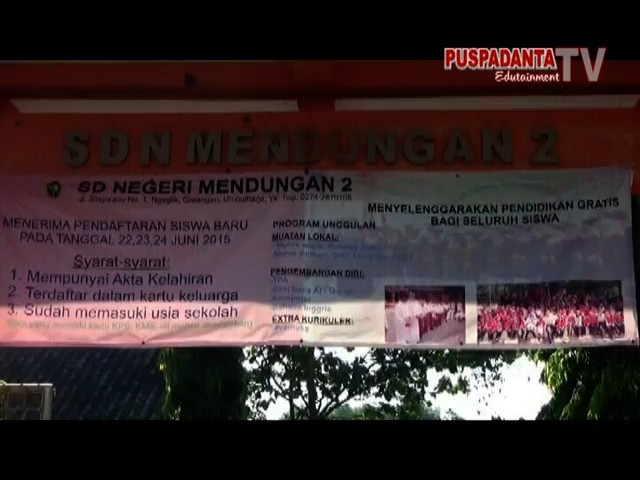 PUSPADANTA TV
Edutainment
SDN MENDUNGAN 2
SD NEGERI MENDUNGAN 2
MENERIMA PENDAFTARAN SISWA BARU
PADA TANGGAL 22,23,24 JUNI 2015
Syarat-syarat:
1. Mempunyai Akta Kelahiran
2. Terdaftar dalam kartu keluarga
3. Sudah memasuki usia sekolah
PROGRAM UNGGULAN
MUATAN LOKAL:
PENGEMBANGAN DIRI:
TPA
EXTRA KURIKULER:
Pramuka
MENYELENGGARAKAN PENDIDIKAN GRATIS
BAGI SELURUH SISWA